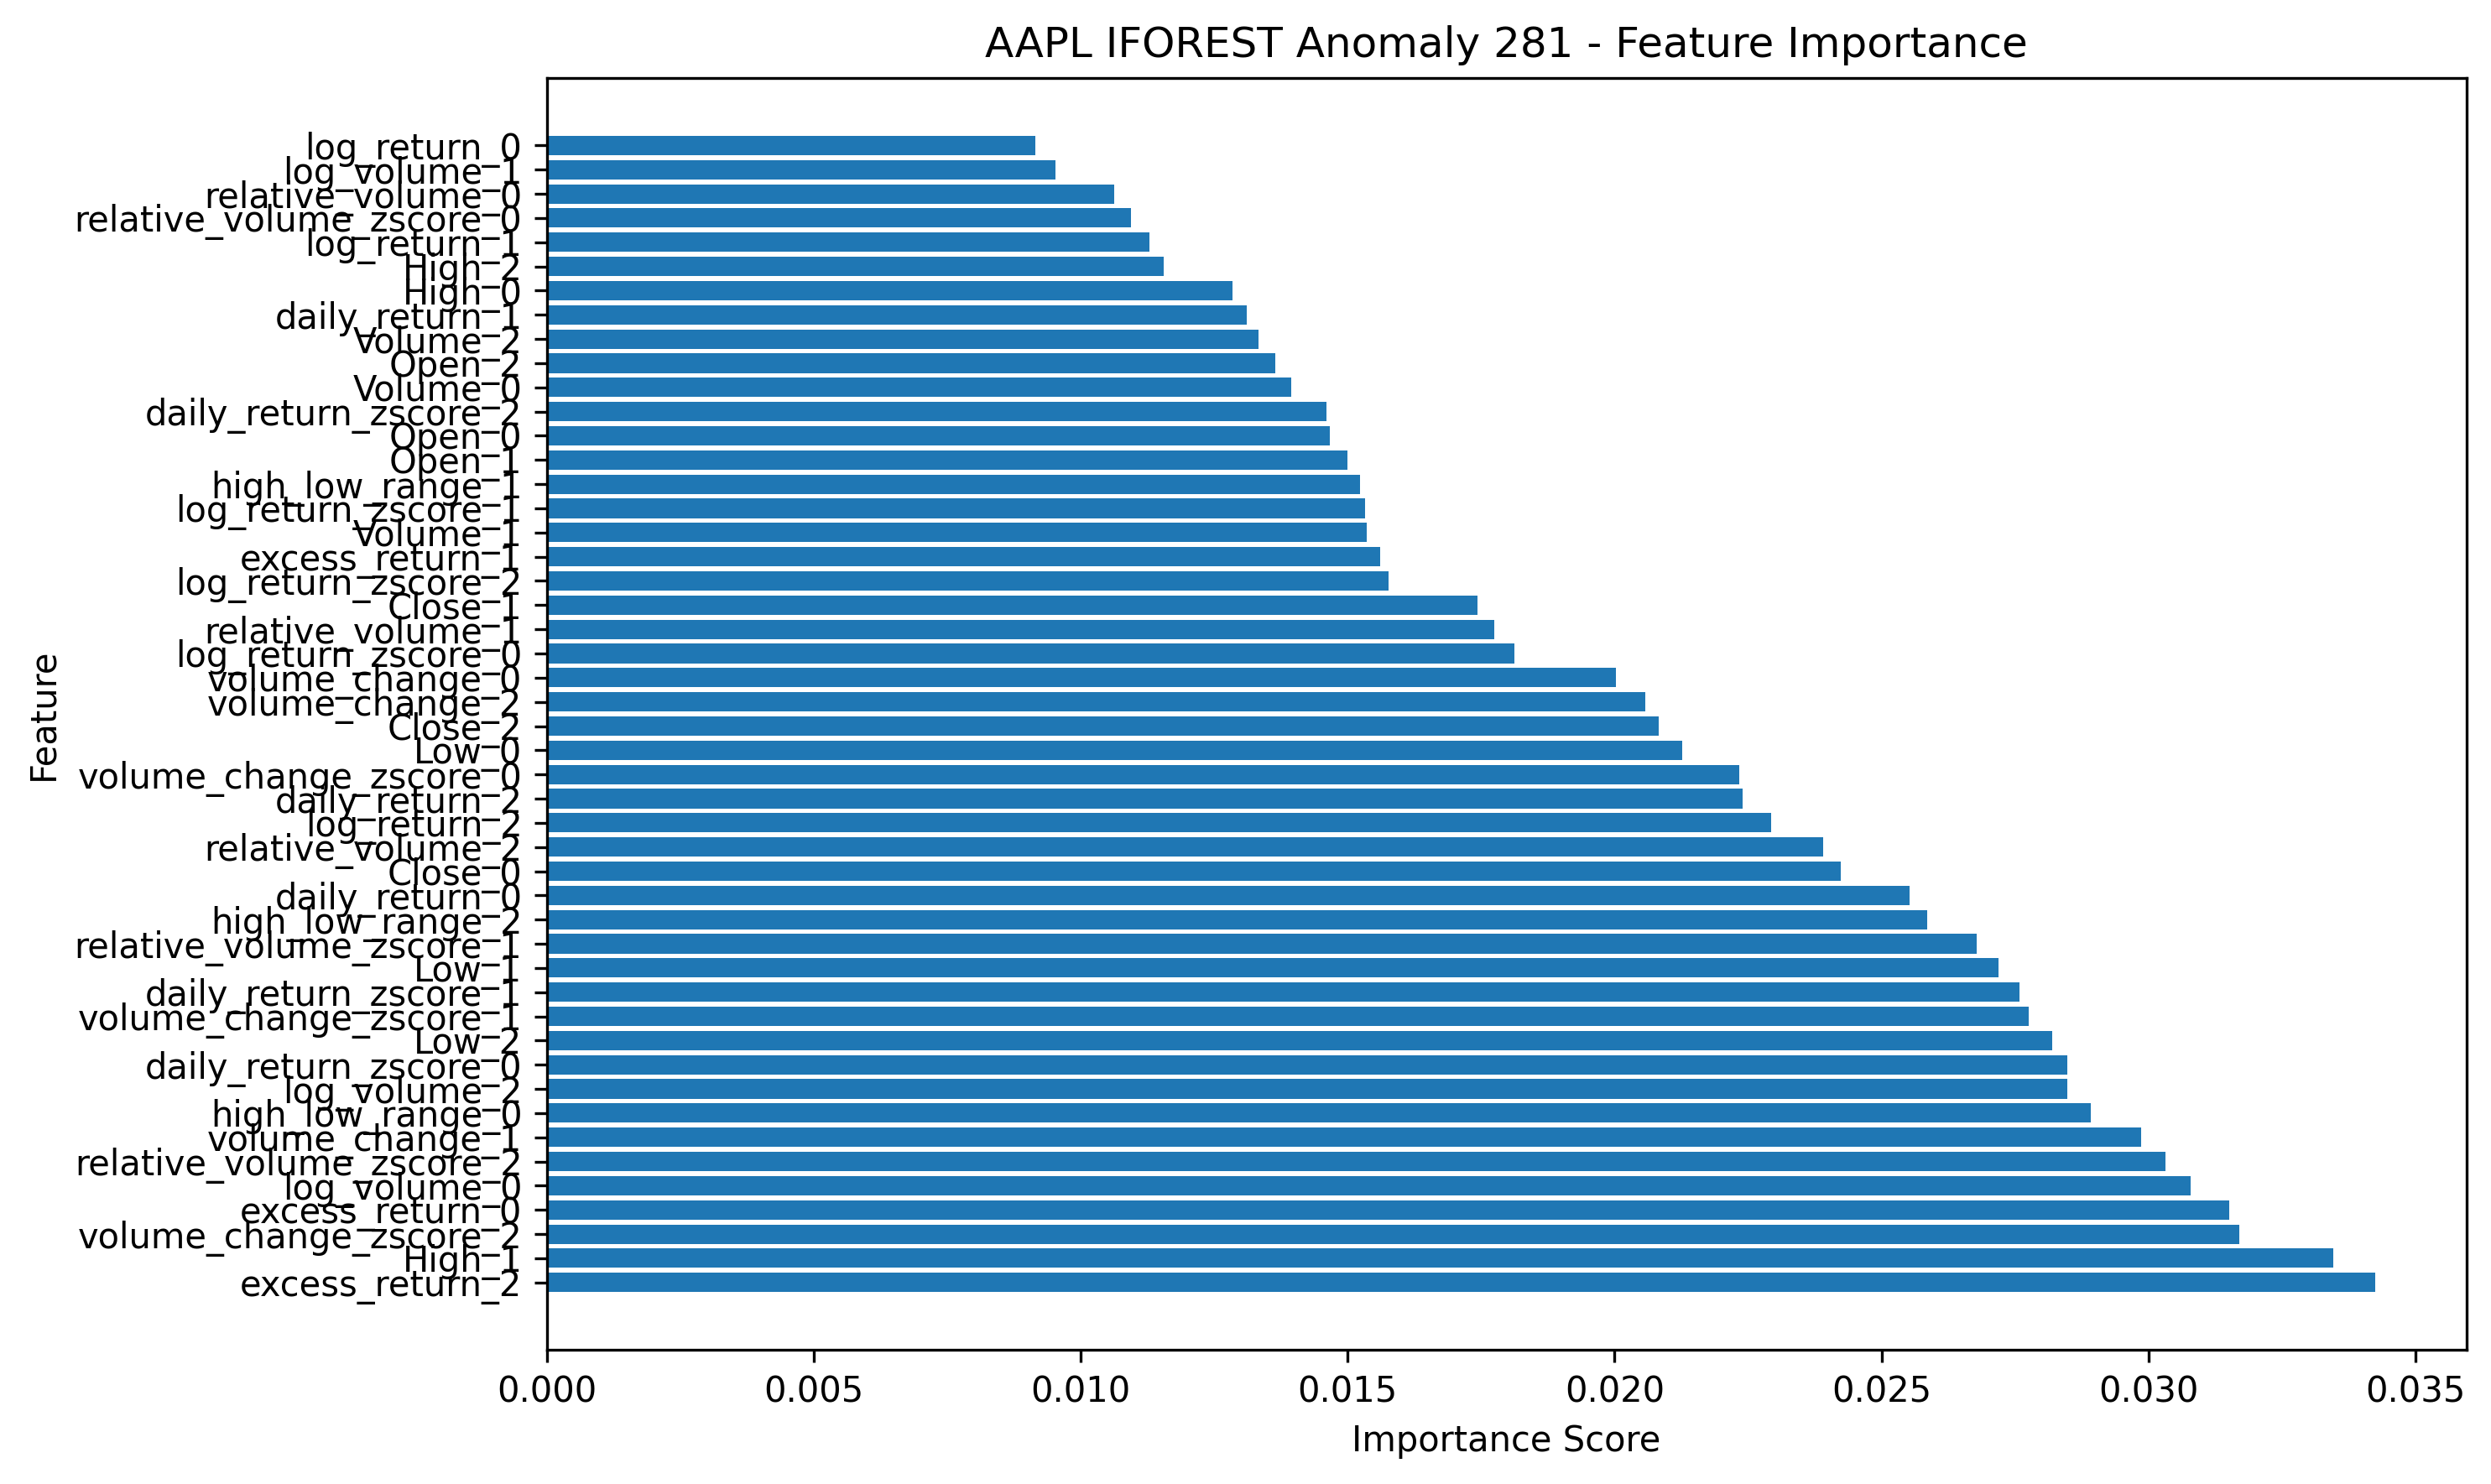 AAPL IFOREST Anomaly 281 - Feature Importance
log_return_0
log_volume_1
relative_volume_0
relative_volume_zscore_0
log_return_1
High_2
High_0
daily_return_1
Volume_2
Open_2
Volume_0
daily_return_zscore_2
Open_0
Open_1
high_low_range_1
log_return_zscore_1
Volume_1
excess_return_1
log_return_zscore_2
Close_1
relative_volume_1
log_return_zscore_0
volume_change_0
volume_change_2
Close_2
Low_0
volume_change_zscore_0
daily_return_2
log_return_2
relative_volume_2
Close_0
daily_return_0
high_low_range_2
relative_volume_zscore_1
Low_1
daily_return_zscore_1
volume_change_zscore_1
Low_2
daily_return_zscore_0
log_volume_2
high_low_range_0
volume_change_1
relative_volume_zscore_2
log_volume_0
excess_return_0
volume_change_zscore_2
High_1
excess_return_2
Feature
0.000 0.005 0.010 0.015 0.020 0.025 0.030 0.035
Importance Score